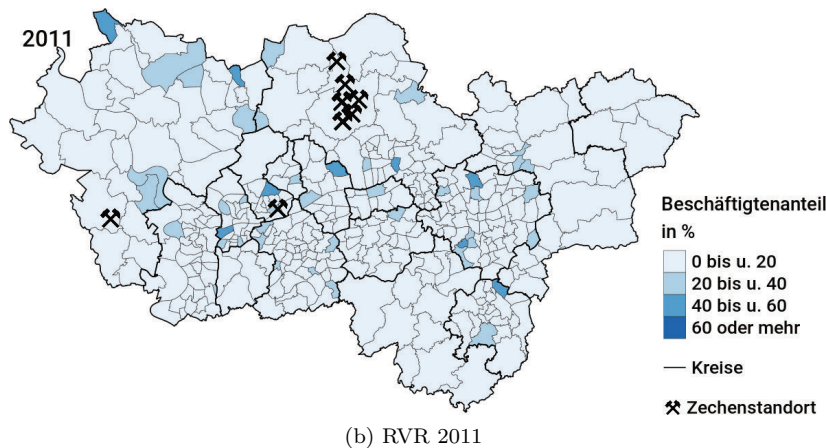 2011
Beschäftigtenanteil
in %
0 bis u. 20
20 bis u. 40
40 bis u. 60
60 oder mehr
Kreise
Zechenstandort
(b) RVR 2011